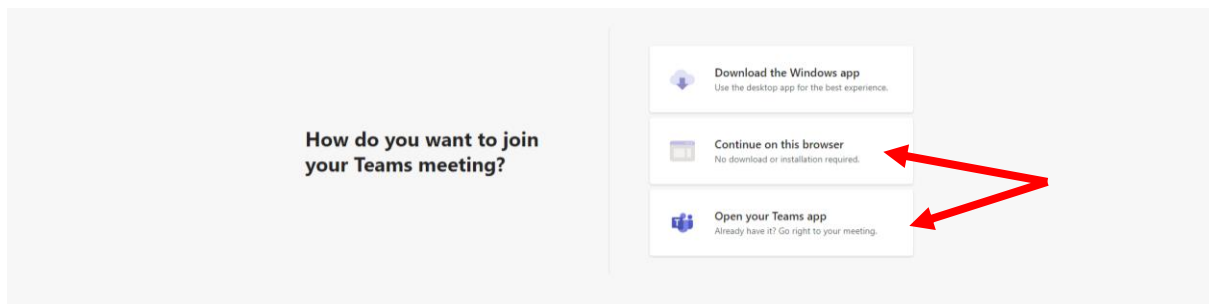 How do you want to join
your Teams meeting?
Download the Windows app
Use the desktop app for the best experience.
Continue on this browser
No download or installation required.
Open your Teams app
Already have it? Go right to your meeting.